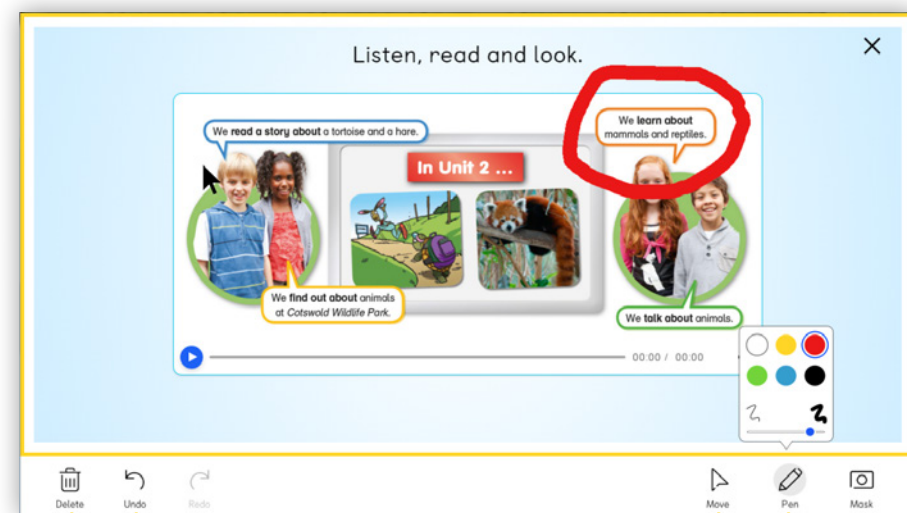 Listen, read and look.
We read a story about a tortoise and a hare.
We learn about
mammals and reptiles.
In Unit 2 ...
We find out about animals
at Cotswold Wildlife Park.
We talk about animals.
00:00 / 00:00
Delete
Undo
Redo
Move
Pen
Mask